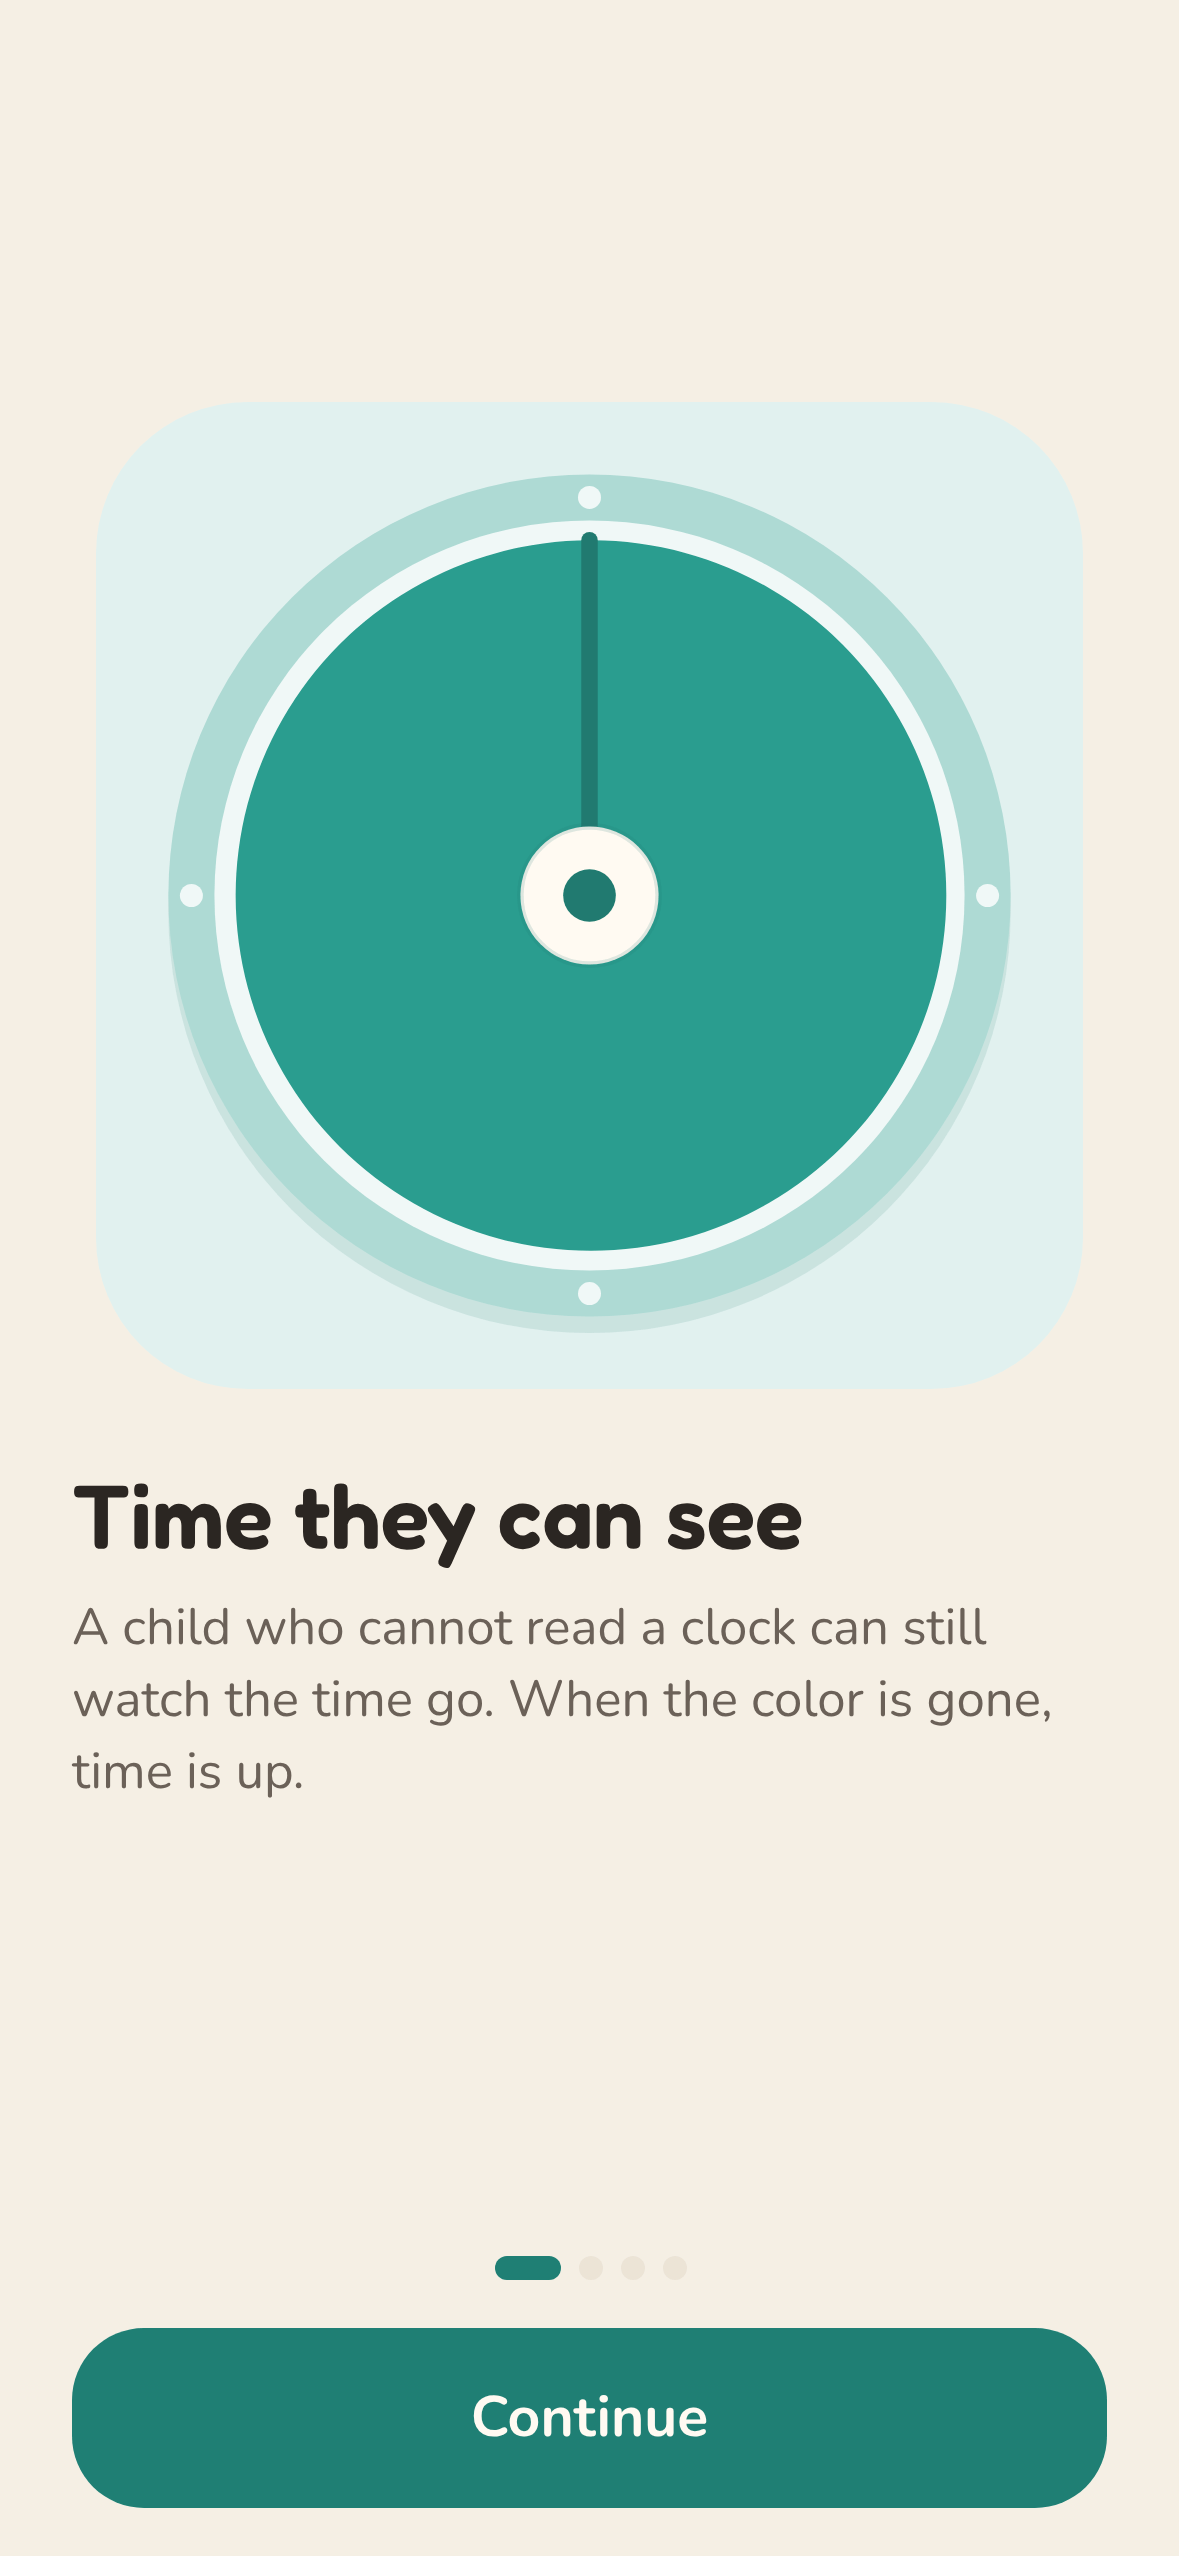 Time they can see
A child who cannot read a clock can still
watch the time go. When the color is gone,
time is up.
Continue